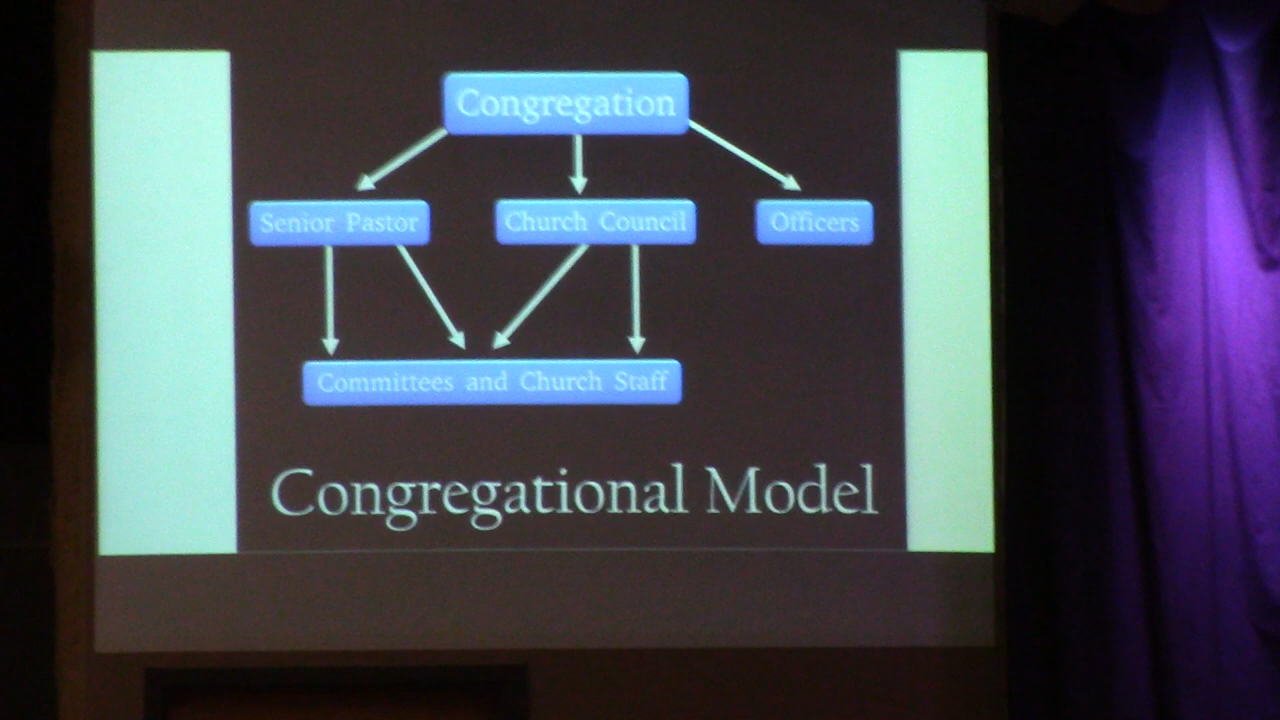 Congregation
Senior Pastor
Church Council
Officers
Committees and Church Staff
Congregational Model